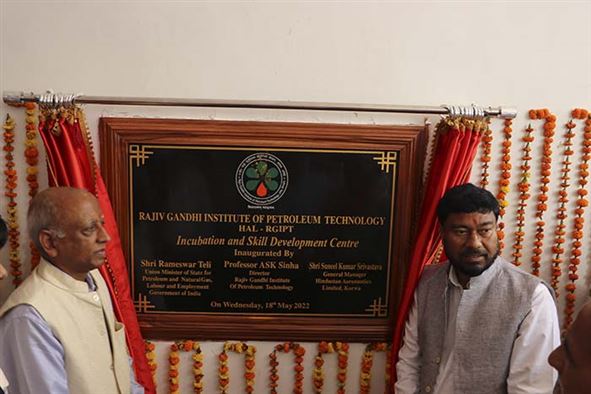 RAJIV GANDHI INSTITUTE OF PETROLEUM TECHNOLOGY
HAL - RGIPT
Incubation and Skill Development Centre
Inaugurated By
Shri Rameswar Teli
Union Minister of State for
Petroleum and Natural Gas,
Labour and Employment
Government of India
Professor ASK Sinha
Director
Rajiv Gandhi Institute
Of Petroleum Technology
Shri Suneel Kumar Srivastava
General Manager
Hindustan Aeronautics
Limited, Korwa
On Wednesday, 18th May 2022